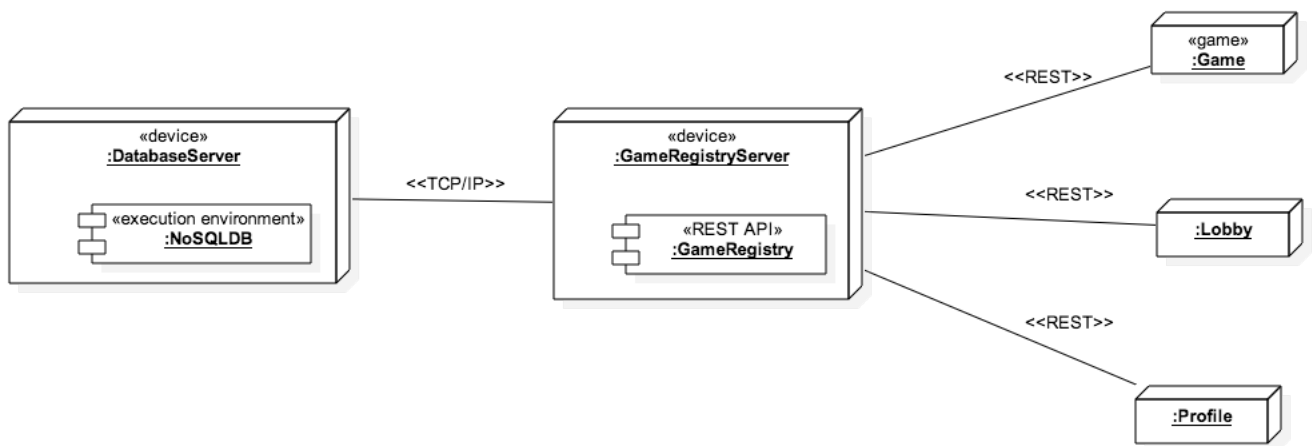 «device»
:DatabaseServer
«execution environment»
:NoSQLDB
<<TCP/IP>>
«device»
:GameRegistryServer
«REST API»
:GameRegistry
<<REST>>
«game»
:Game
<<REST>>
:Lobby
<<REST>>
:Profile